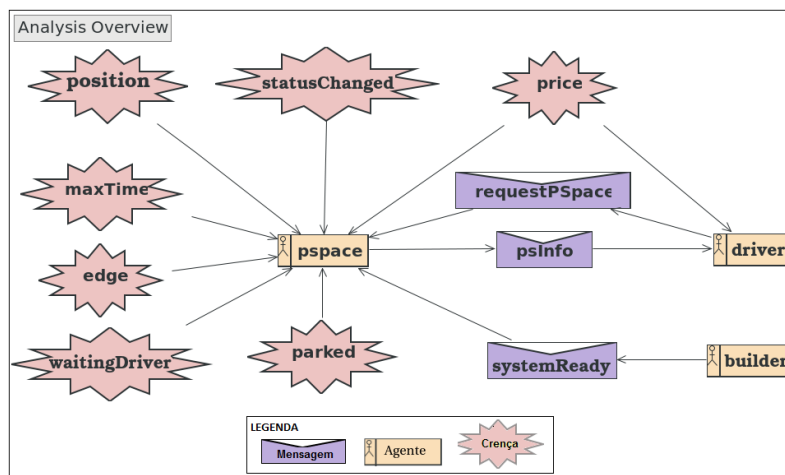 Analysis Overview
position
statusChanged
price
maxTime
requestPSpace
edge
pspace
psInfo
driver
waitingDriver
parked
systemReady
builder
LEGENDA
Mensagem
Agente
Crença